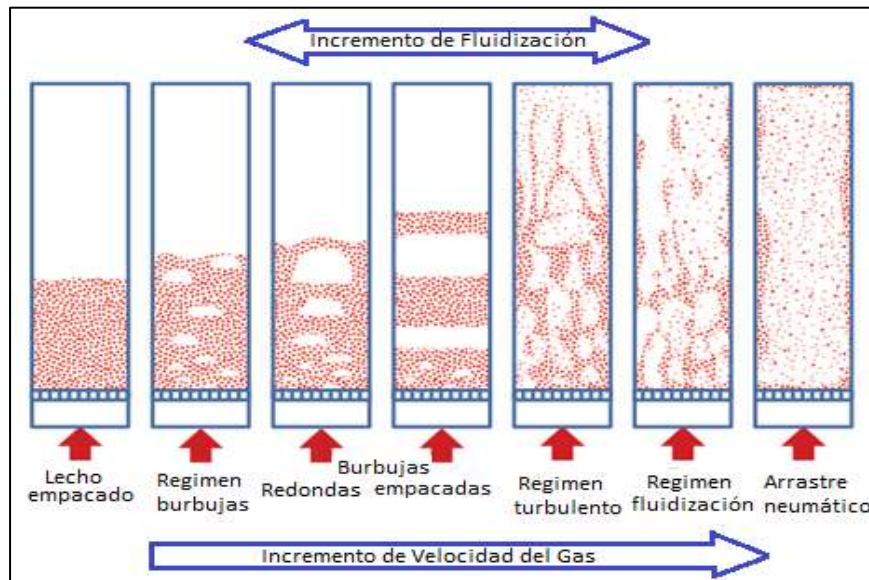 Incremento de Fluidización
Lecho
empacado
Regimen
burbujas
Redondas
Burbujas
empacadas
Regimen
turbulento
Regimen
fluidización
Arrastre
neumático
Incremento de Velocidad del Gas